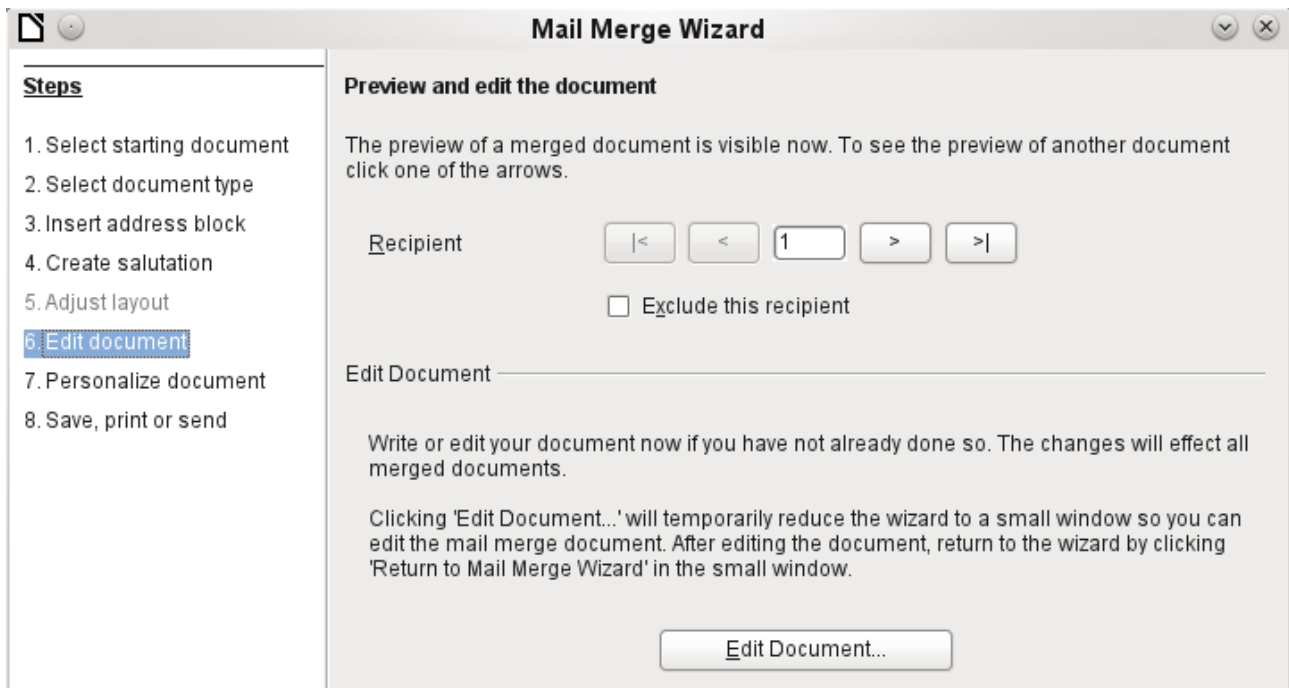 Mail Merge Wizard
Steps
1. Select starting document
2. Select document type
3. Insert address block
4. Create salutation
5. Adjust layout
6. Edit document
7. Personalize document
8. Save, print or send
Preview and edit the document
The preview of a merged document is visible now. To see the preview of another document
click one of the arrows.
Recipient |< < 1 > >|
Exclude this recipient
Edit Document
Write or edit your document now if you have not already done so. The changes will effect all
merged documents.
Clicking 'Edit Document...' will temporarily reduce the wizard to a small window so you can
edit the mail merge document. After editing the document, return to the wizard by clicking
'Return to Mail Merge Wizard' in the small window.
Edit Document...